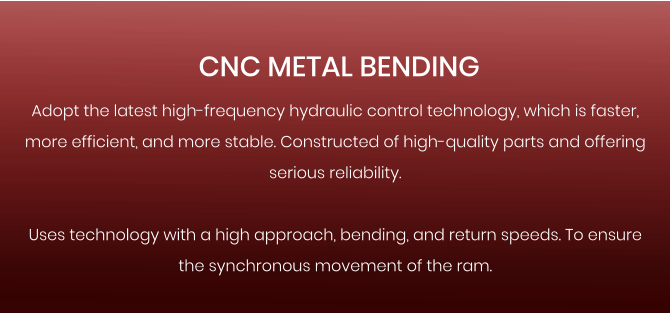 CNC METAL BENDING
Adopt the latest high-frequency hydraulic control technology, which is faster,
more efficient, and more stable. Constructed of high-quality parts and offering
serious reliability.
Uses technology with a high approach, bending, and return speeds. To ensure
the synchronous movement of the ram.